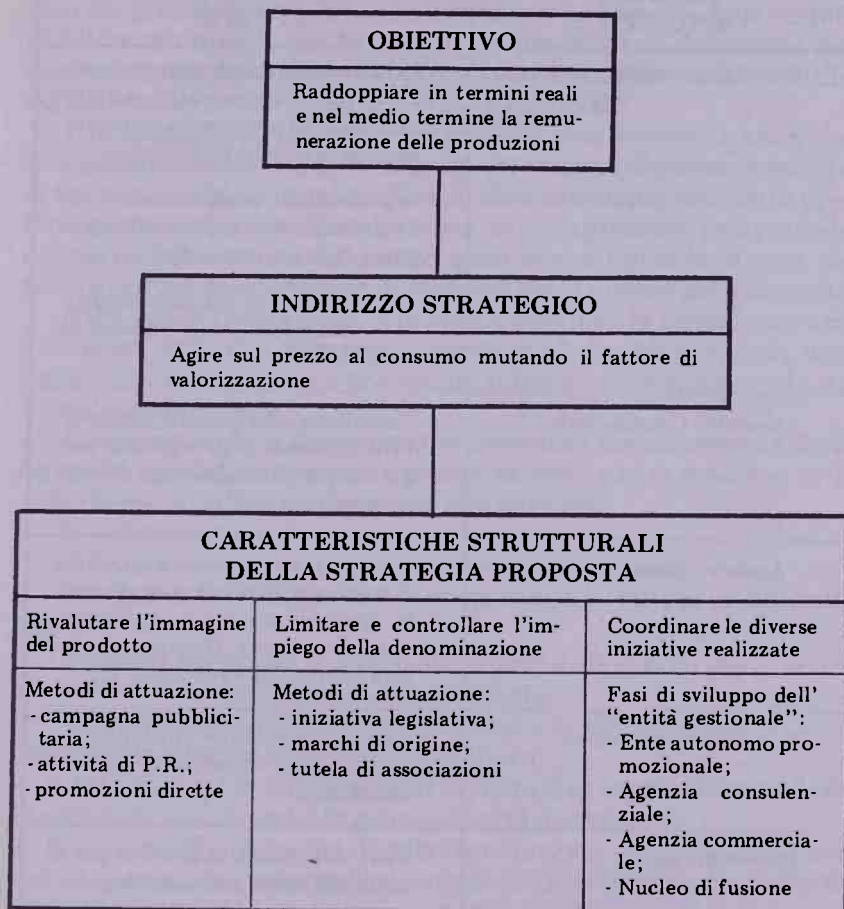 OBIETTIVO
Raddoppiare in termini reali
e nel medio termine la remu-
nerazione delle produzioni
INDIRIZZO STRATEGICO
Agire sul prezzo al consumo mutando il fattore di
valorizzazione
CARATTERISTICHE STRUTTURALI
DELLA STRATEGIA PROPOSTA
Rivalutare l'immagine
del prodotto
Limitare e controllare l'im-
piego della denominazione
Coordinare le diverse
iniziative realizzate
Metodi di attuazione:
- campagna pubblici-
taria;
- attività di P.R.;
- promozioni dirette
Metodi di attuazione:
- iniziativa legislativa;
- marchi di origine;
- tutela di associazioni
Fasi di sviluppo dell'
"entità gestionale":
- Ente autonomo pro-
mozionale;
- Agenzia consulen-
ziale;
- Agenzia commercia-
le;
- Nucleo di fusione